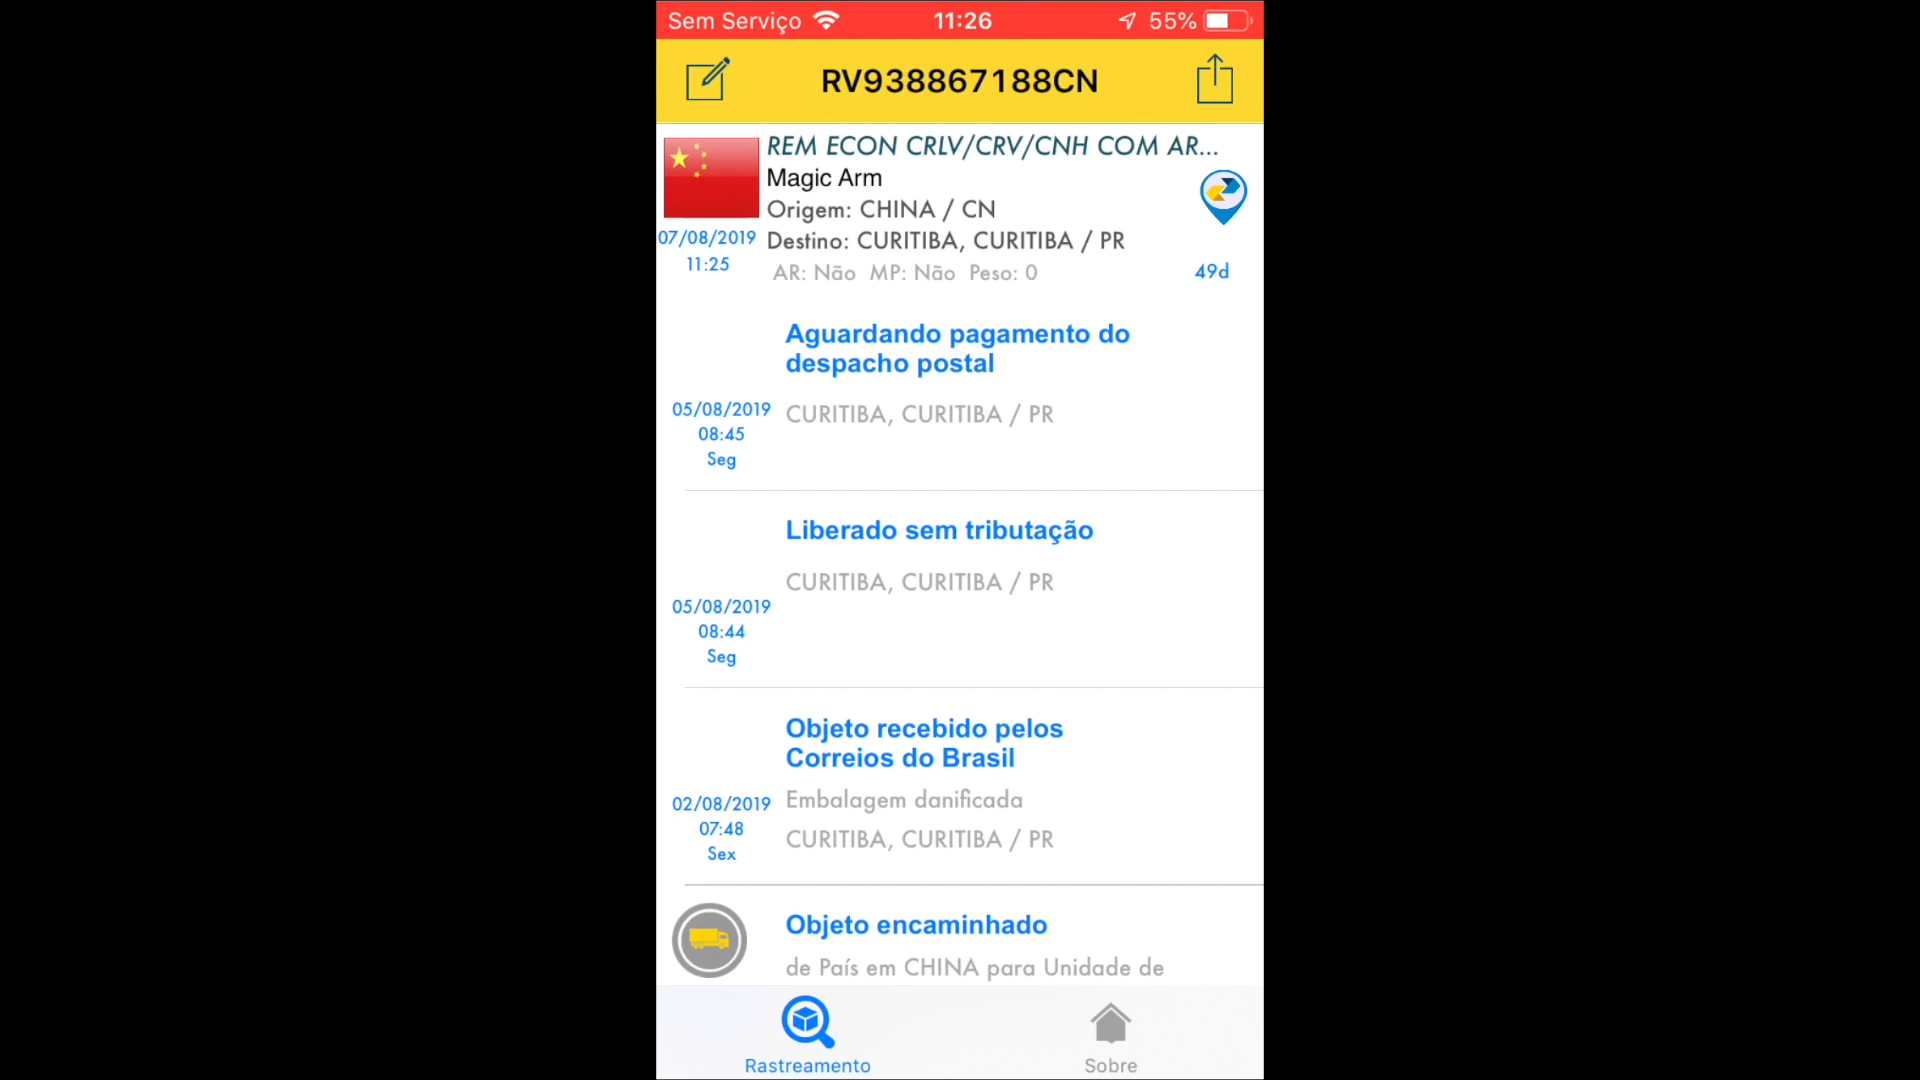 Sem Serviço 11:26 55%
RV938867188CN
REM ECON CRLV/CRV/CNH COM AR...
Magic Arm
Origem: CHINA / CN
07/08/2019 Destino: CURITIBA, CURITIBA / PR
11:25 AR: Não MP: Não Peso: 0 49d
Aguardando pagamento do
despacho postal
05/08/2019 CURITIBA, CURITIBA / PR
08:45
Seg
Liberado sem tributação
CURITIBA, CURITIBA / PR
05/08/2019
08:44
Seg
Objeto recebido pelos
Correios do Brasil
02/08/2019 Embalagem danificada
07:48 CURITIBA, CURITIBA / PR
Sex
Objeto encaminhado
de País em CHINA para Unidade de
Rastreamento Sobre